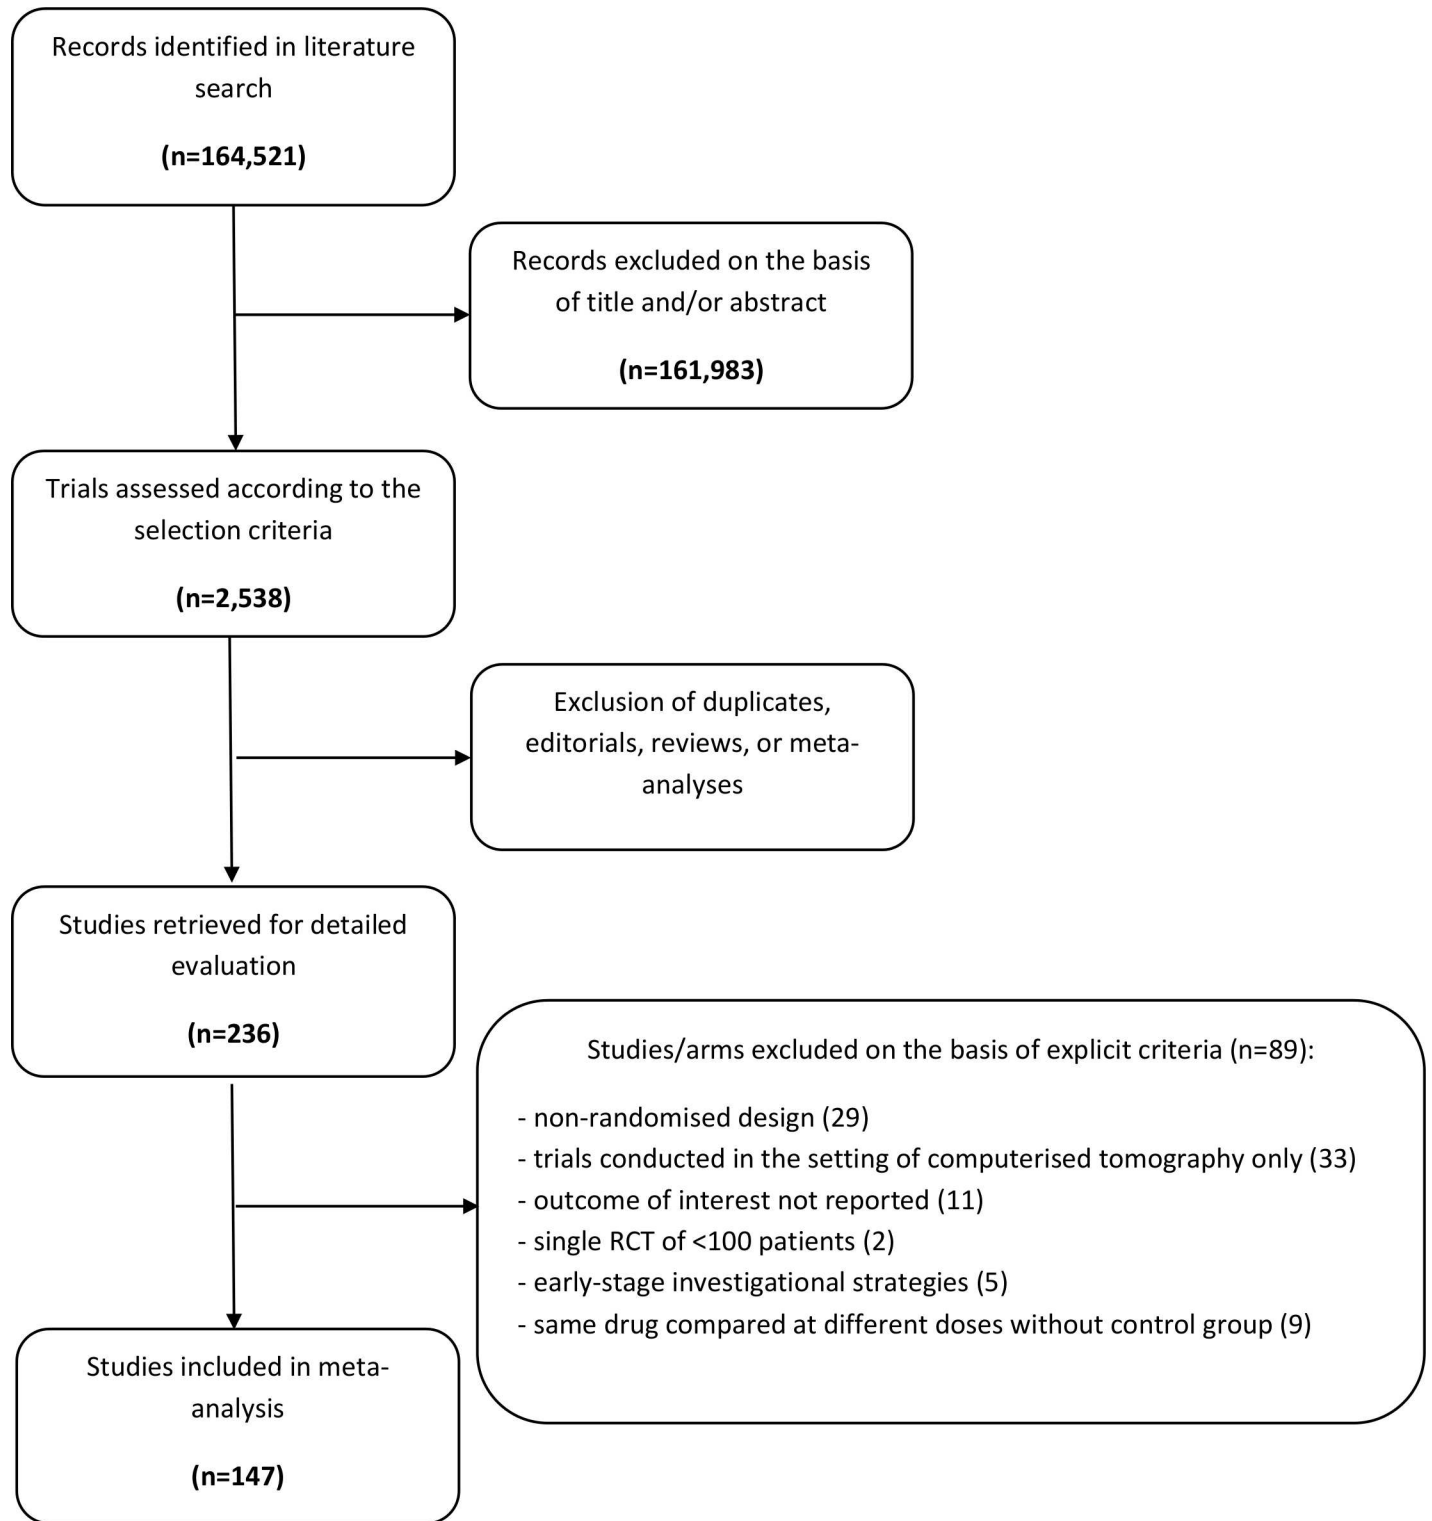 Records identified in literature
search
(n=164,521)
Records excluded on the basis
of title and/or abstract
(n=161,983)
Trials assessed according to the
selection criteria
(n=2,538)
Exclusion of duplicates,
editorials, reviews, or meta-
analyses
Studies retrieved for detailed
evaluation
(n=236)
Studies/arms excluded on the basis of explicit criteria (n=89):
- non-randomised design (29)
- trials conducted in the setting of computerised tomography only (33)
- outcome of interest not reported (11)
- single RCT of <100 patients (2)
- early-stage investigational strategies (5)
- same drug compared at different doses without control group (9)
Studies included in meta-
analysis
(n=147)